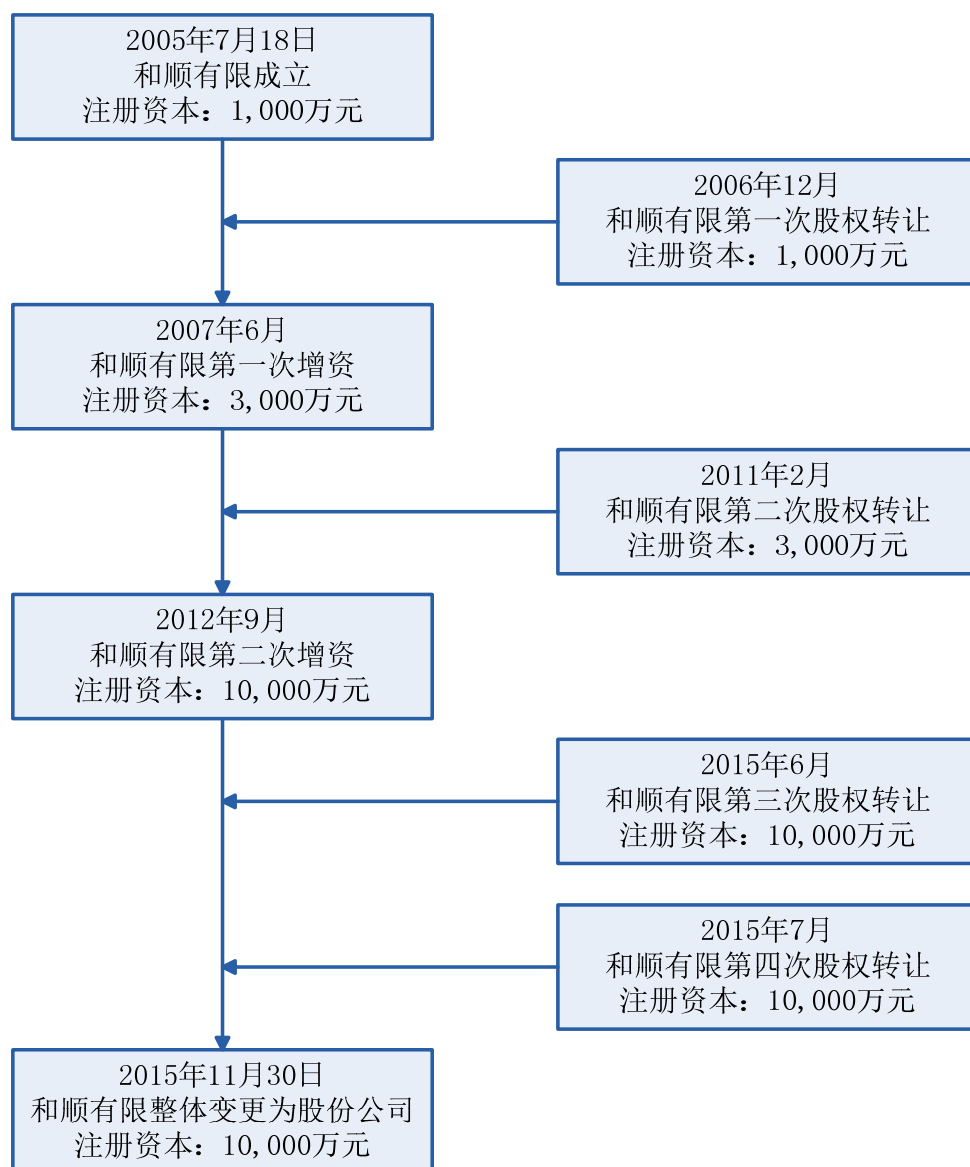 2005年7月18日
和顺有限成立
注册资本：1,000万元
2006年12月
和顺有限第一次股权转让
注册资本：1,000万元
2007年6月
和顺有限第一次增资
注册资本：3,000万元
2011年2月
和顺有限第二次股权转让
注册资本：3,000万元
2012年9月
和顺有限第二次增资
注册资本：10,000万元
2015年6月
和顺有限第三次股权转让
注册资本：10,000万元
2015年7月
和顺有限第四次股权转让
注册资本：10,000万元
2015年11月30日
和顺有限整体变更为股份公司
注册资本：10,000万元